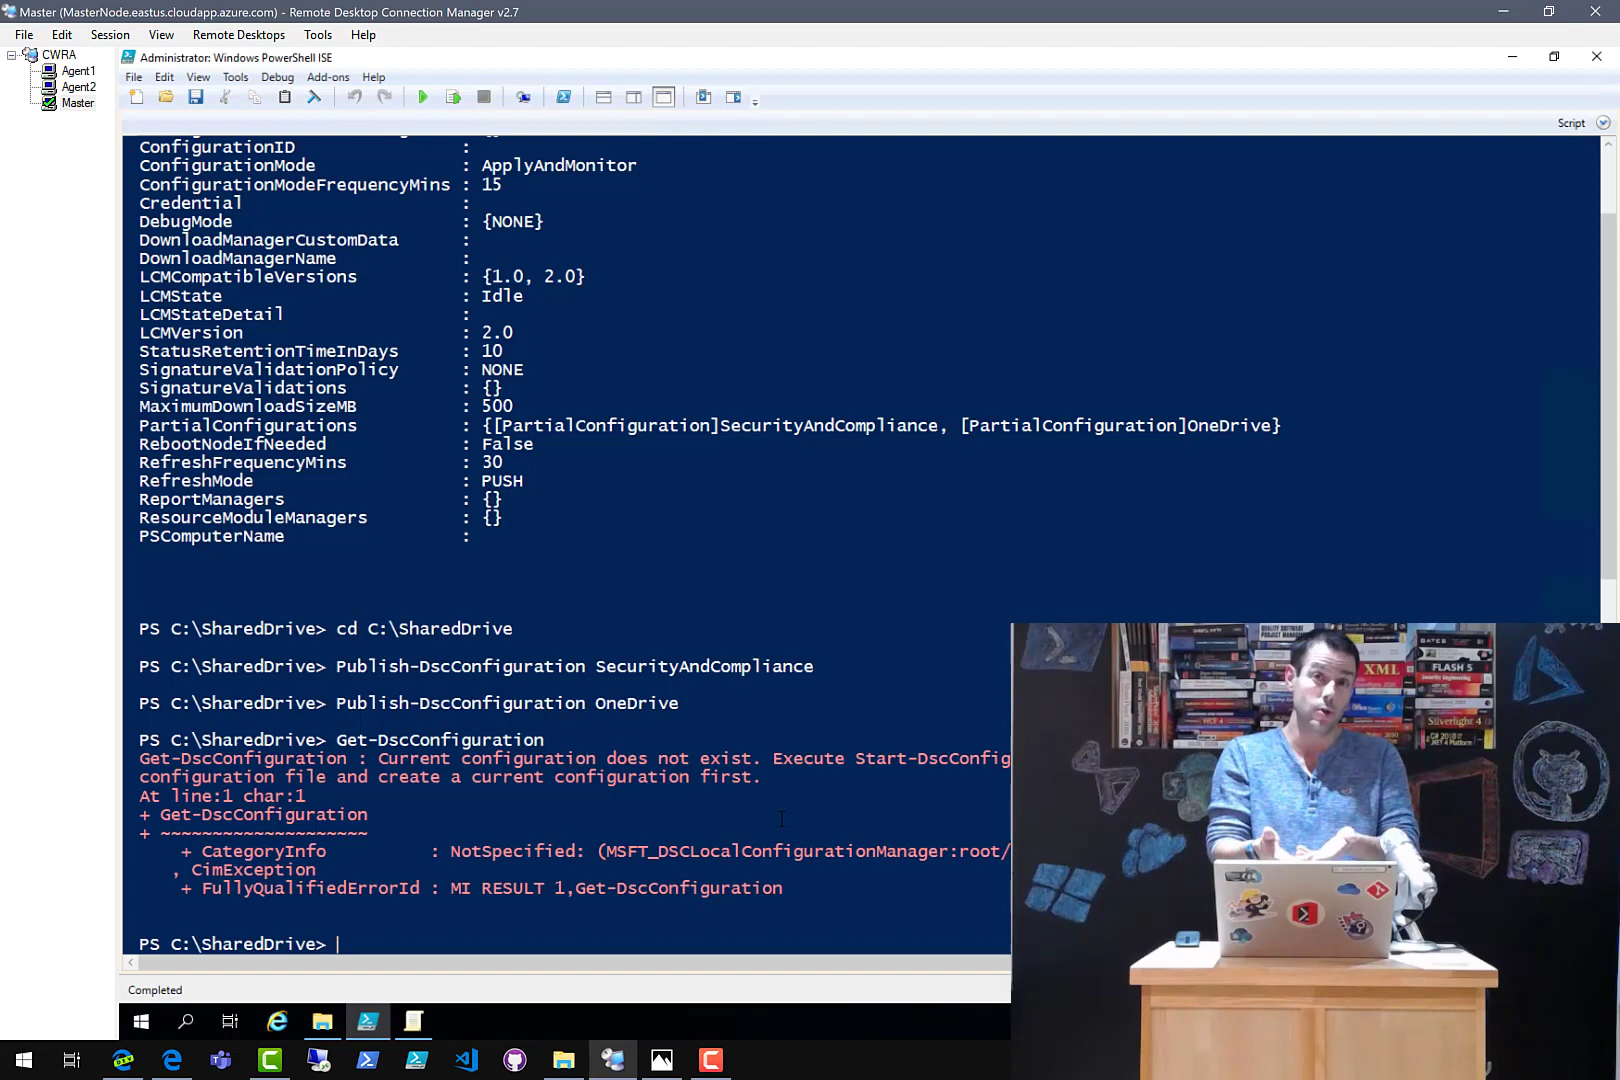 Master (MasterNode.eastus.cloudapp.azure.com) - Remote Desktop Connection Manager v2.7
File Edit Session View Remote Desktops Tools Help
CWRA
Agent1
Agent2
Master
Administrator: Windows PowerShell ISE
File Edit View Tools Debug Add-ons Help
Script
ConfigurationID :
ConfigurationMode : ApplyAndMonitor
ConfigurationModeFrequencyMins : 15
Credential :
DebugMode : {NONE}
DownloadManagerCustomData :
DownloadManagerName :
LCMCompatibleVersions : {1.0, 2.0}
LCMState : Idle
LCMStateDetail :
LCMVersion : 2.0
StatusRetentionTimeInDays : 10
SignatureValidationPolicy : NONE
SignatureValidations : {}
MaximumDownloadSizeMB : 500
PartialConfigurations : {[PartialConfiguration]SecurityAndCompliance, [PartialConfiguration]OneDrive}
RebootNodeIfNeeded : False
RefreshFrequencyMins : 30
RefreshMode : PUSH
ReportManagers : {}
ResourceModuleManagers : {}
PSComputerName :
PS C:\SharedDrive> cd C:\SharedDrive
PS C:\SharedDrive> Publish-DscConfiguration SecurityAndCompliance
PS C:\SharedDrive> Publish-DscConfiguration OneDrive
PS C:\SharedDrive> Get-DscConfiguration
Get-DscConfiguration : Current configuration does not exist. Execute Start-DscConfig
configuration file and create a current configuration first.
At line:1 char:1
+ Get-DscConfiguration
+ ~~~~~~~~~~~~~~~~~~~~
+ CategoryInfo : NotSpecified: (MSFT_DSCLocalConfigurationManager:root/
, CimException
+ FullyQualifiedErrorId : MI RESULT 1,Get-DscConfiguration
PS C:\SharedDrive>
Completed
XML
FLASH 5
Silverlight 4